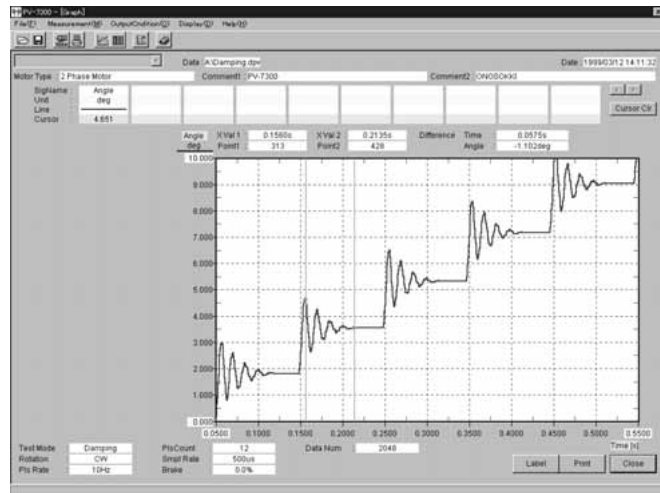 PV-7300 - [Graph]
File(F) Measurement(M) OutputCondition(O) Display(D) Help(H)
Data A:\Damping.dpv Date 1999/03/12 14:11:32
Motor Type 2 Phase Motor Comment1 PV-7300 Comment2 ONOSOKKI
SigName Angle
Unit deg
Line
Cursor 4.651 Cursor Clr
Angle XVal 1 0.1560s XVal 2 0.2135s Difference Time 0.0575s
deg Point1 313 Point2 428 Angle -1.102deg
10.000
9.000
8.000
7.000
6.000
5.000
4.000
3.000
2.000
1.000
0.000
0.0500 0.1000 0.1500 0.2000 0.2500 0.3000 0.3500 0.4000 0.4500 0.5000 0.5500
Time [s]
Test Mode Damping PlsCount 12 Data Num 2048
Rotation CW Smpl Rate 500us
Pls Rate 10Hz Brake 0.0%
Label Print Close